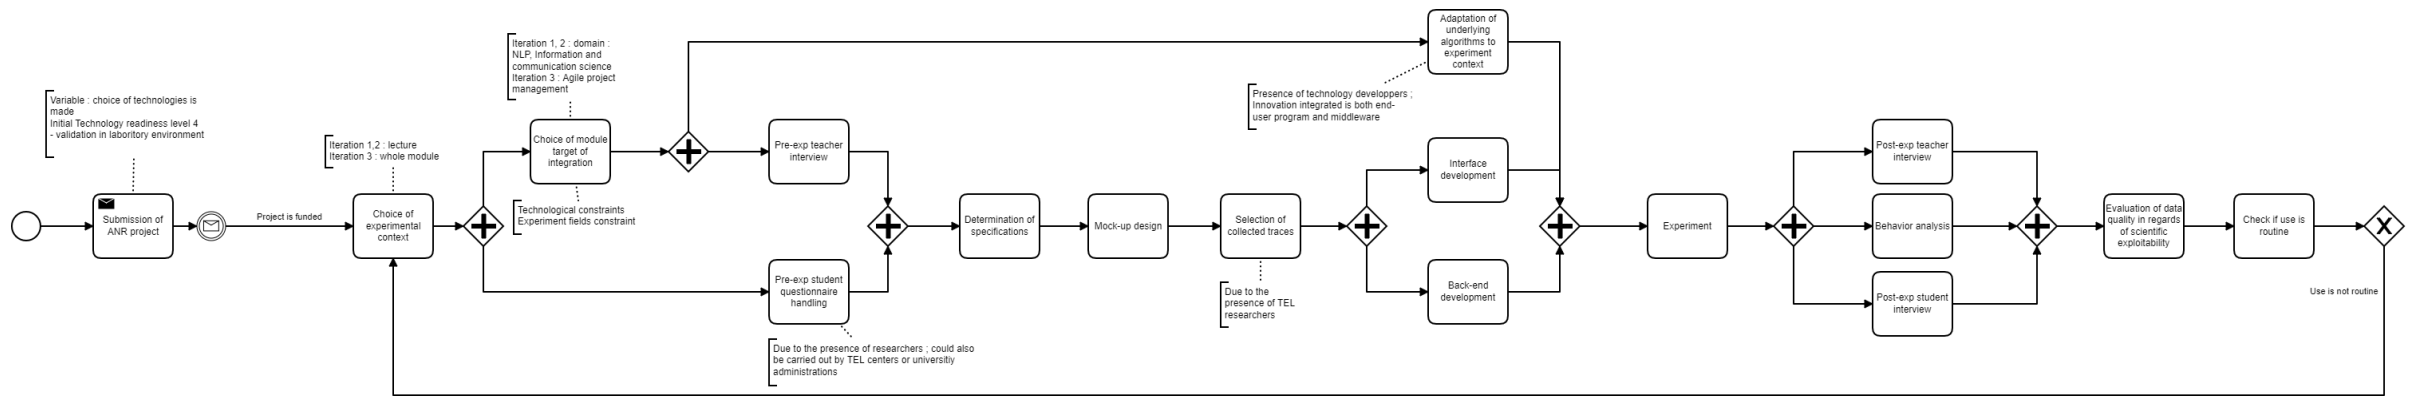 Variable : choice of technologies is
made
Initial Technology readiness level 4
- validation in laboritory environment
Submission of
ANR project
Project is funded
Iteration 1,2 : lecture
Iteration 3 : whole module
Choice of
experimental
context
Iteration 1, 2 : domain :
NLP, Information and
communication science
Iteration 3 : Agile project
management
Choice of module
target of
integration
Technological constraints
Experiment fields constraint
Pre-exp teacher
interview
Pre-exp student
questionnaire
handling
Due to the presence of researchers ; could also
be carried out by TEL centers or universitiy
administrations
Determination of
specifications
Mock-up design
Selection of
collected traces
Due to the
presence of TEL
researchers
Adaptation of
underlying
algorithms to
experiment
context
Presence of technology developpers ;
Innovation integrated is both end-
user program and middleware
Interface
development
Back-end
development
Experiment
Post-exp teacher
interview
Behavior analysis
Post-exp student
interview
Evaluation of data
quality in regards
of scientific
exploitability
Check if use is
routine
Use is not routine